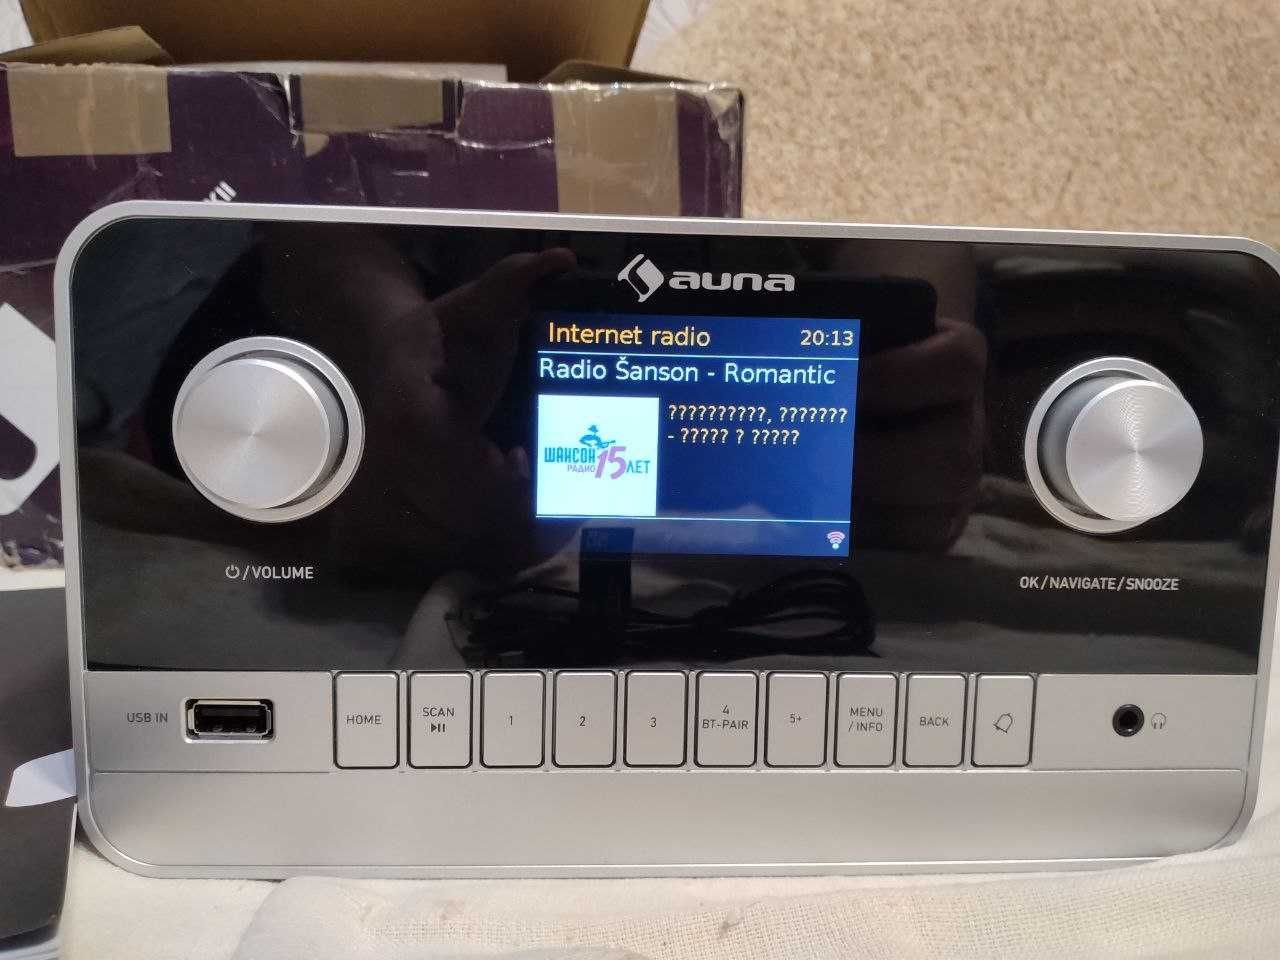 KII
auna
Internet radio 20:13
Radio Šanson - Romantic
??????????, ???????
- ????? ? ?????
ШАНСОН
РАДИО 15 ЛЕТ
/VOLUME
OK/NAVIGATE/SNOOZE
USB IN
HOME
SCAN
1
2
3
4
BT-PAIR
5+
MENU
/INFO
BACK